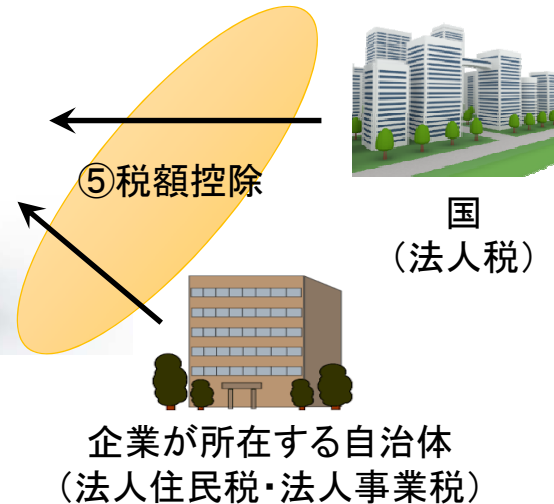 ⑤税額控除
国
（法人税）
企業が所在する自治体
（法人住民税・法人事業税）